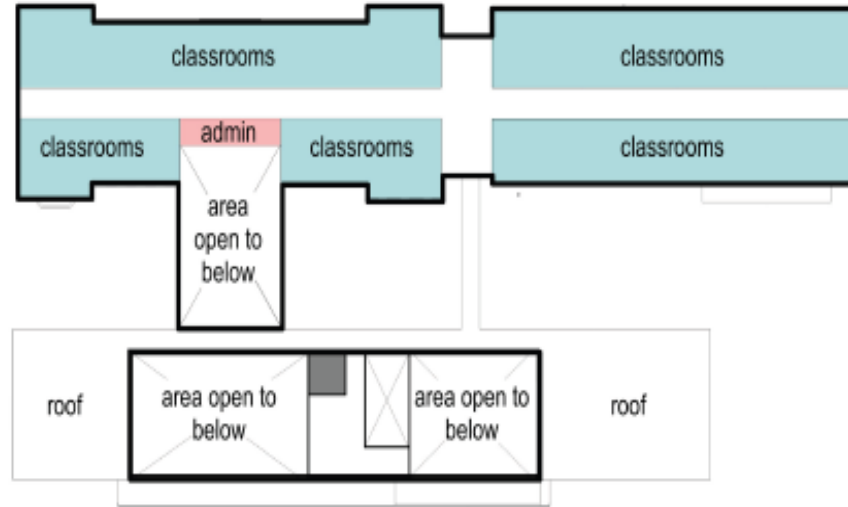 classrooms
classrooms
classrooms
admin
classrooms
classrooms
area
open to
below
roof
area open to
below
area open to
below
roof